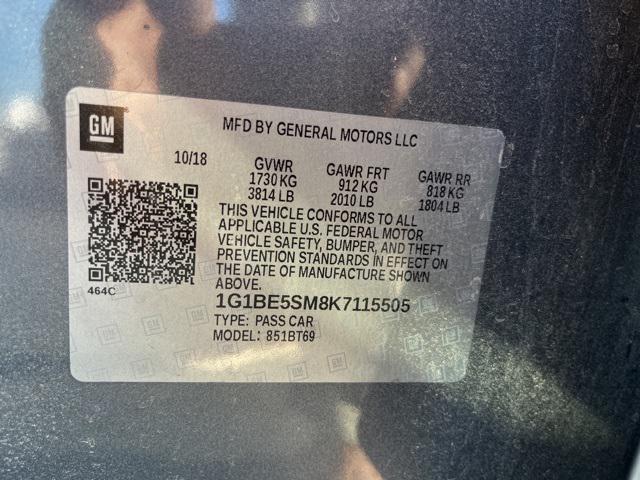 GM
MFD BY GENERAL MOTORS LLC
10/18 GVWR GAWR FRT GAWR RR
1730 KG 912 KG 818 KG
3814 LB 2010 LB 1804 LB
THIS VEHICLE CONFORMS TO ALL
APPLICABLE U.S. FEDERAL MOTOR
VEHICLE SAFETY, BUMPER, AND THEFT
PREVENTION STANDARDS IN EFFECT ON
THE DATE OF MANUFACTURE SHOWN
ABOVE.
464C
1G1BE5SM8K7115505
TYPE: PASS CAR
MODEL: 851BT69